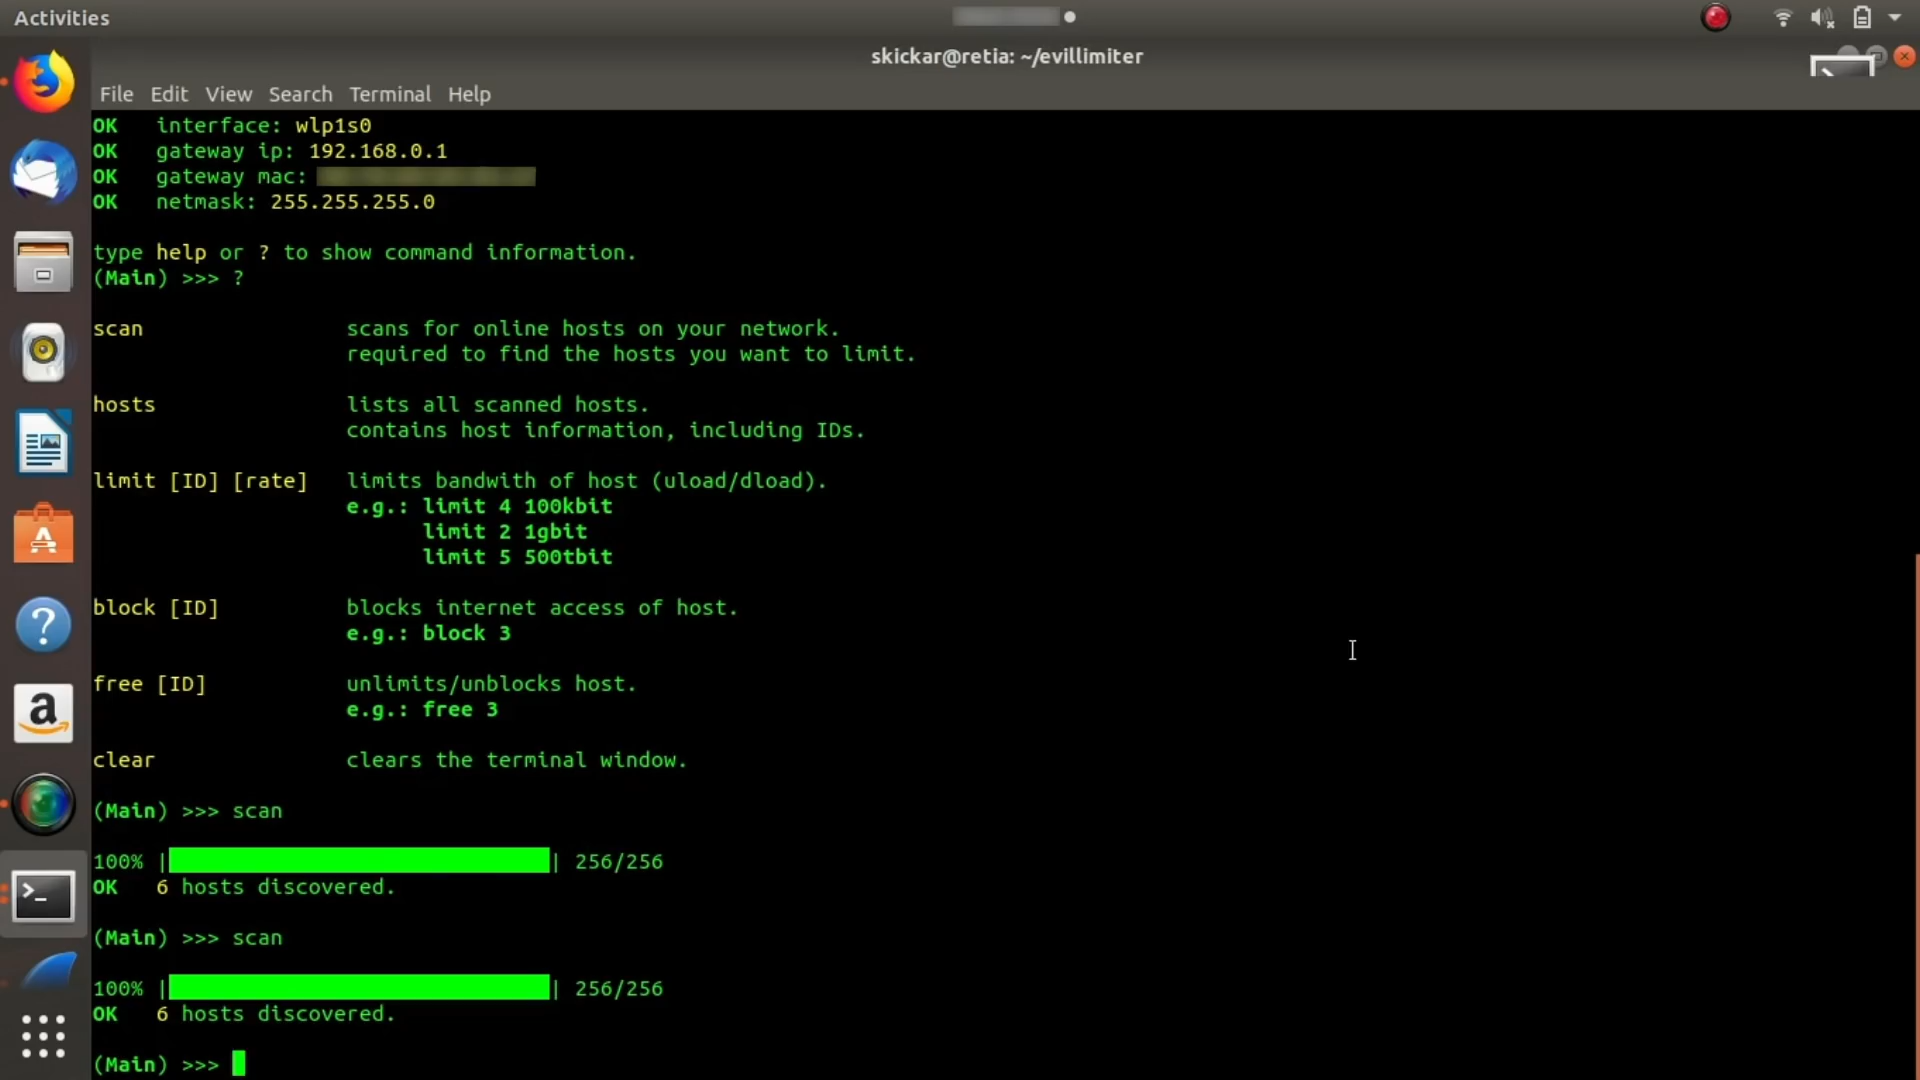 Activities
skickar@retia: ~/evillimiter
File Edit View Search Terminal Help
OK interface: wlp1s0
OK gateway ip: 192.168.0.1
OK gateway mac:
OK netmask: 255.255.255.0
type help or ? to show command information.
(Main) >>> ?
scan scans for online hosts on your network.
required to find the hosts you want to limit.
hosts lists all scanned hosts.
contains host information, including IDs.
limit [ID] [rate] limits bandwith of host (uload/dload).
e.g.: limit 4 100kbit
limit 2 1gbit
limit 5 500tbit
block [ID] blocks internet access of host.
e.g.: block 3
free [ID] unlimits/unblocks host.
e.g.: free 3
clear clears the terminal window.
(Main) >>> scan
100% | | 256/256
OK 6 hosts discovered.
(Main) >>> scan
100% | | 256/256
OK 6 hosts discovered.
(Main) >>>